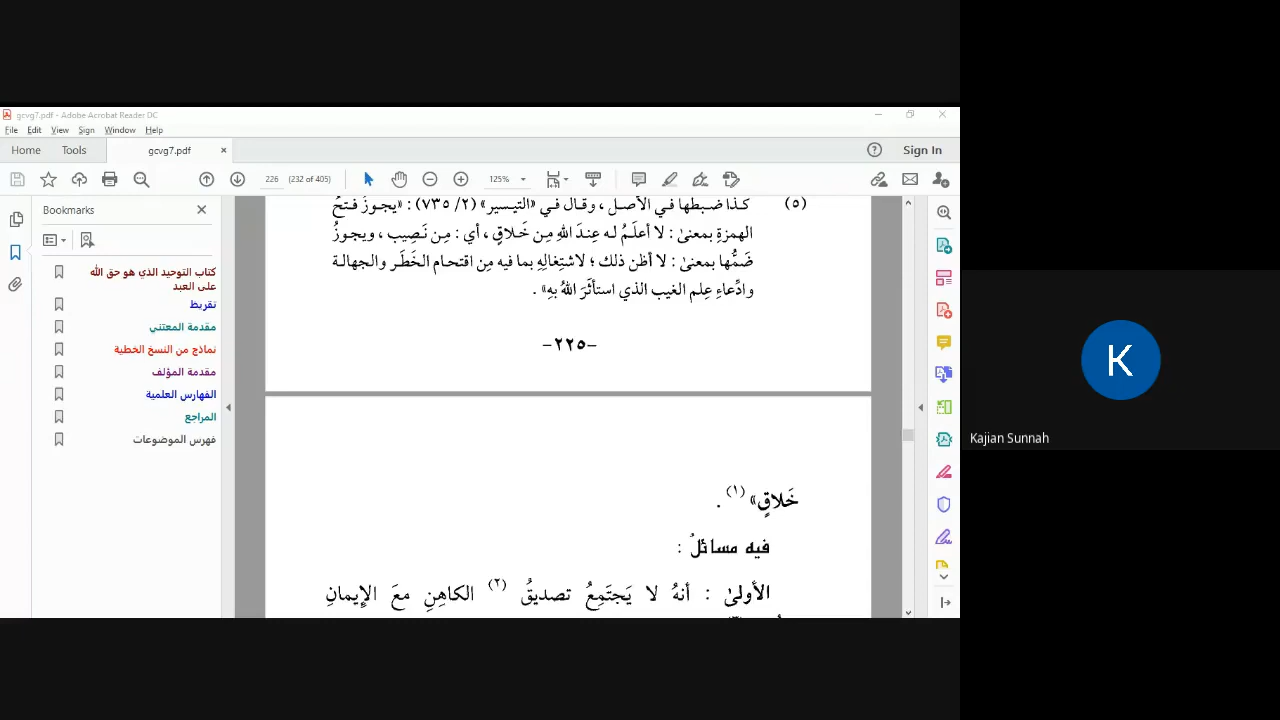 gcvg7.pdf - Adobe Acrobat Reader DC
File Edit View Sign Window Help
Home Tools gcvg7.pdf × Sign In
226 (232 of 405) 125%
Bookmarks
كتاب التوحيد الذي هو حق الله
على العبد
تقريظ
مقدمة المعتني
نماذج من النسخ الخطية
مقدمة المؤلف
الفهارس العلمية
المراجع
فهرس الموضوعات
(٥) كذا ضبطها في الأصل ، وقال في «التيسير» (٢/ ٧٣٥) : «يجوزُ فتحُ
الهمزةِ بمعنىٰ : لا أعلَمُ له عِندَ اللهِ مِن خَلاقٍ ، أي : مِن نَصِيب ، ويجوزُ
ضَمُّها بمعنىٰ : لا أظن ذلك ؛ لاشتِغالِهِ بما فيه مِن اقتحام الخَطَر والجهالة
وادِّعاءِ عِلم الغيب الذي استأثَرَ اللهُ بهِ» .
-٢٢٥-
خَلاقٍ» (١) .
فيه مسائلُ :
الأولىٰ : أنهُ لا يَجتَمِعُ تصديقُ (٢) الكاهِنِ معَ الإيمانِ
K
Kajian Sunnah